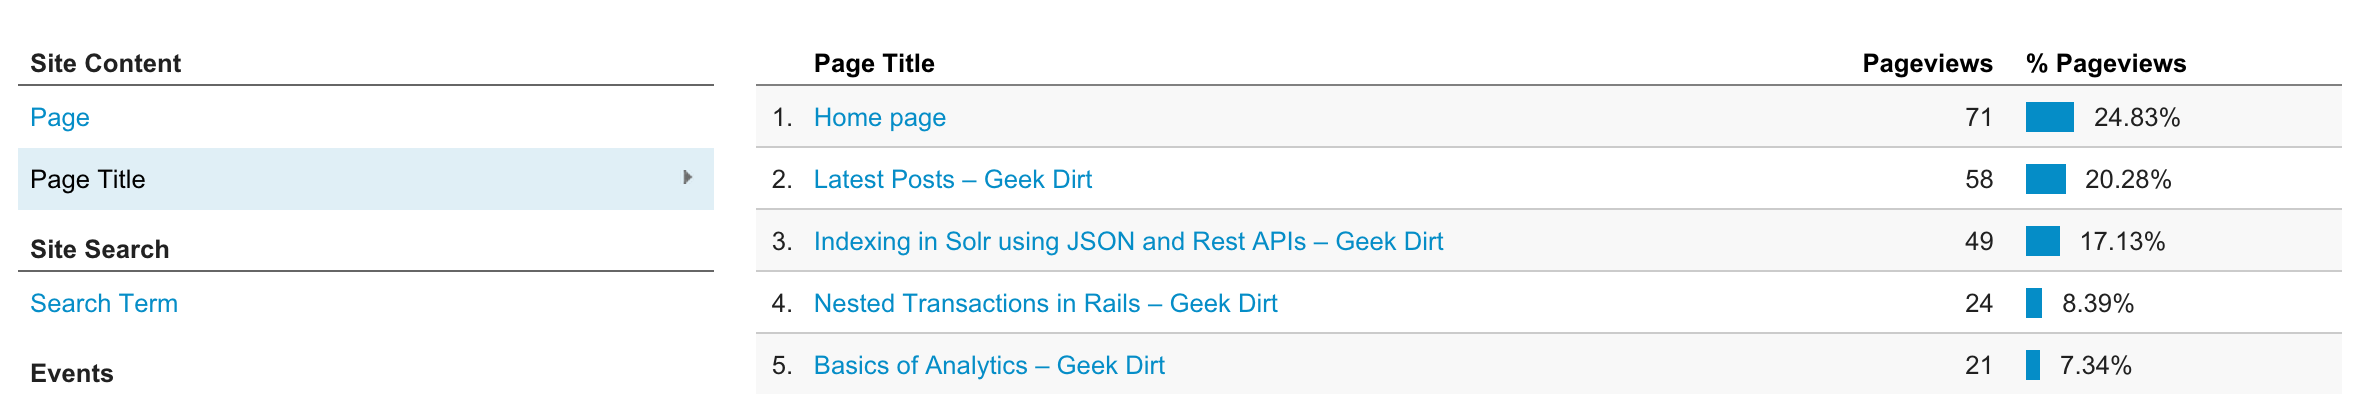 Site Content
Page
Page Title
Site Search
Search Term
Events
Page Title Pageviews % Pageviews
1. Home page 71 24.83%
2. Latest Posts – Geek Dirt 58 20.28%
3. Indexing in Solr using JSON and Rest APIs – Geek Dirt 49 17.13%
4. Nested Transactions in Rails – Geek Dirt 24 8.39%
5. Basics of Analytics – Geek Dirt 21 7.34%